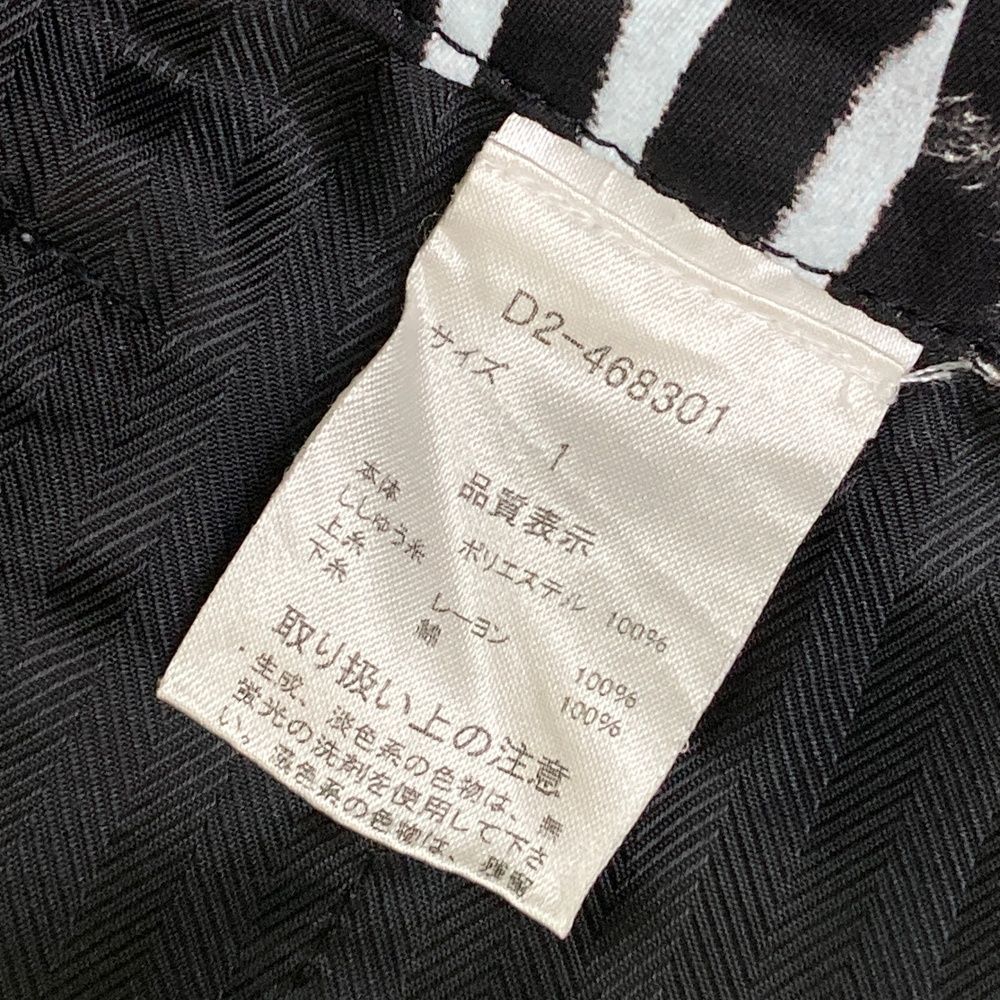 D2-468301
サイズ
1
品質表示
本体 ポリエステル 100%
ししゅう糸
上糸 レーヨン 100%
下糸 綿 100%
取り扱い上の注意
・生成、淡色系の色物は、無
蛍光の洗剤を使用して下さ
い。濃色系の色物は、